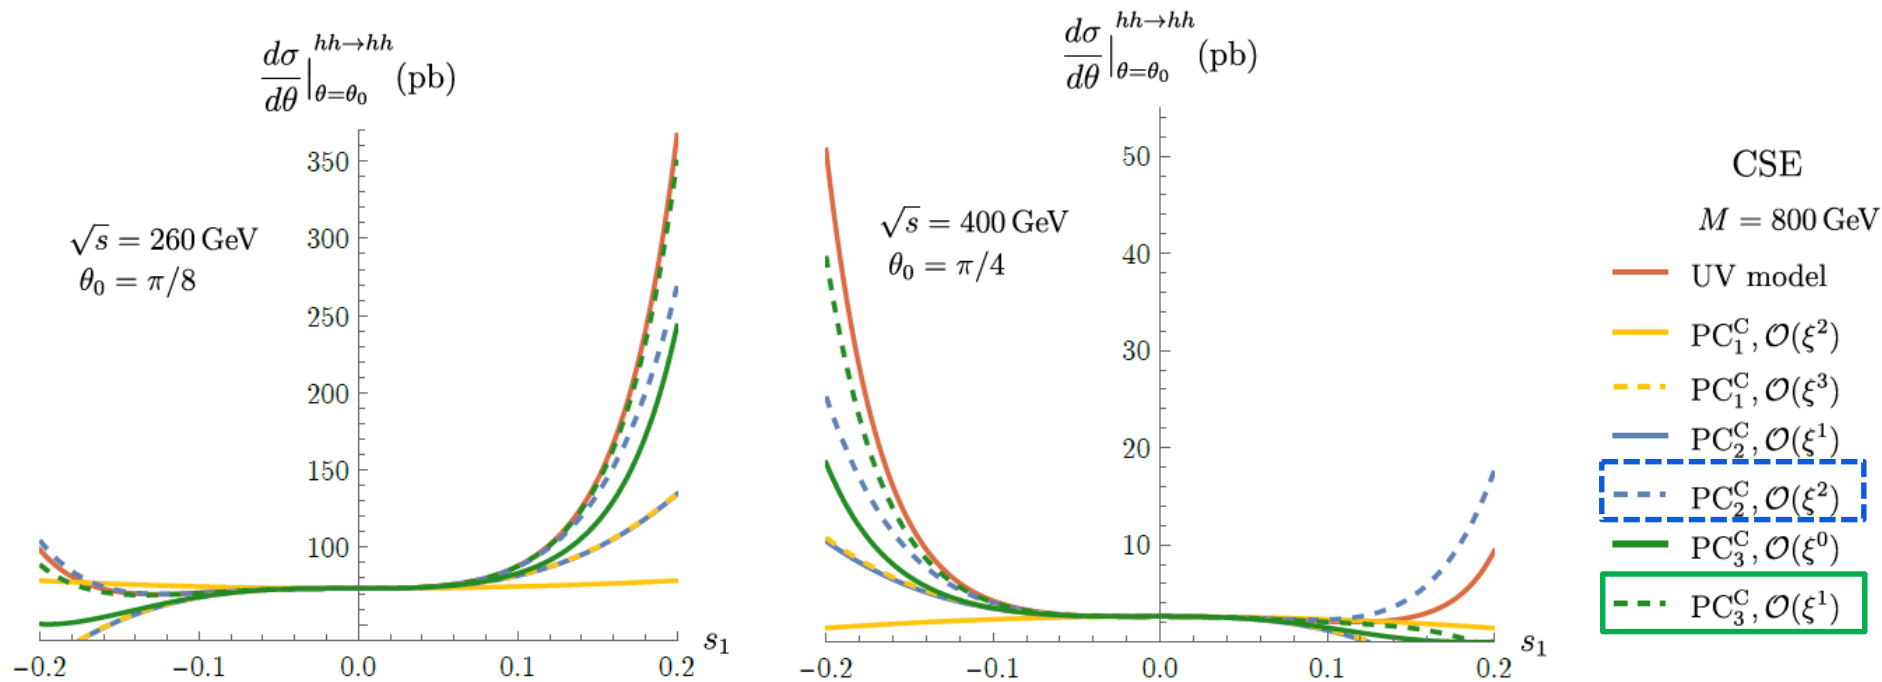 dσ/dθ|θ=θ₀ hh→hh (pb)
√s = 260 GeV
θ₀ = π/8
350
300
250
200
150
100
−0.2 −0.1 0.0 0.1 0.2 s₁
dσ/dθ|θ=θ₀ hh→hh (pb)
√s = 400 GeV
θ₀ = π/4
50
40
30
20
10
−0.2 −0.1 0.0 0.1 0.2 s₁
CSE
M = 800 GeV
UV model
PC₁ᶜ, 𝒪(ξ²)
PC₁ᶜ, 𝒪(ξ³)
PC₂ᶜ, 𝒪(ξ¹)
PC₂ᶜ, 𝒪(ξ²)
PC₃ᶜ, 𝒪(ξ⁰)
PC₃ᶜ, 𝒪(ξ¹)